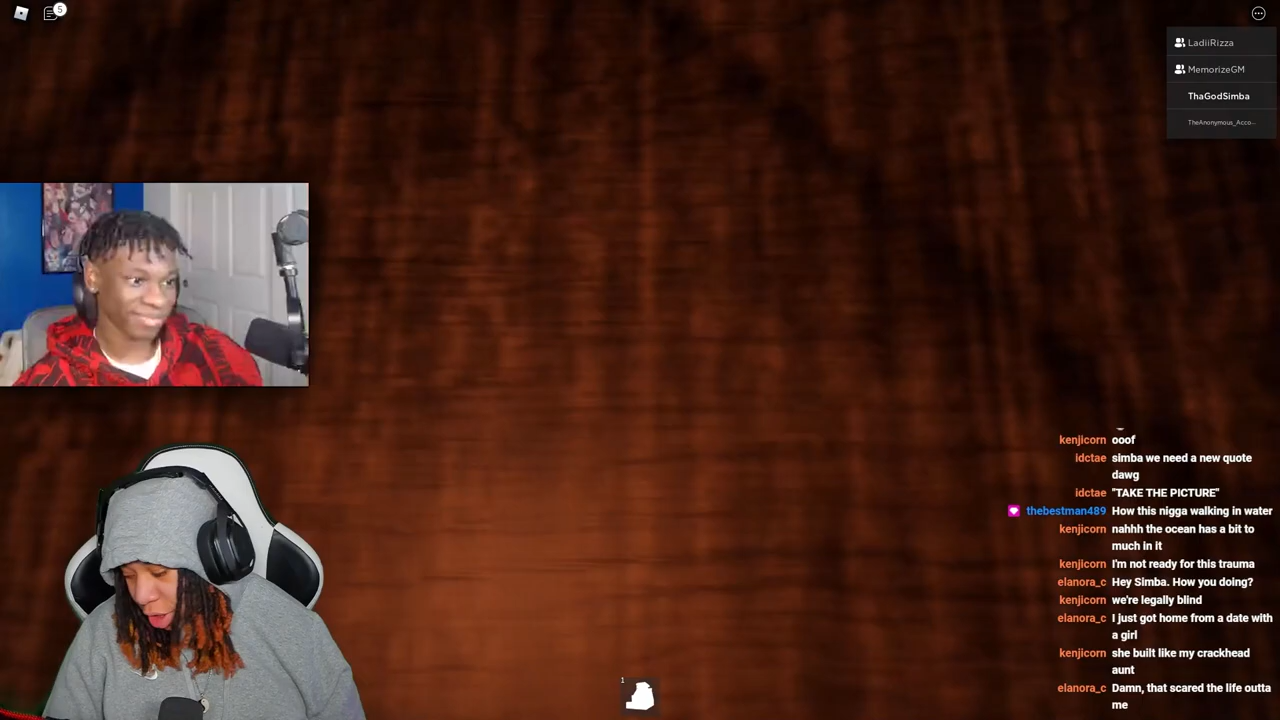 5
LadiiRizza
MemorizeGM
ThaGodSimba
TheAnonymous_Acco...
kenjicorn ooof
idctae simba we need a new quote
dawg
idctae "TAKE THE PICTURE"
thebestman489 How this nigga walking in water
kenjicorn nahhh the ocean has a bit to
much in it
kenjicorn I'm not ready for this trauma
elanora_c Hey Simba. How you doing?
kenjicorn we're legally blind
elanora_c I just got home from a date with
a girl
kenjicorn she built like my crackhead
aunt
elanora_c Damn, that scared the life outta
me
1